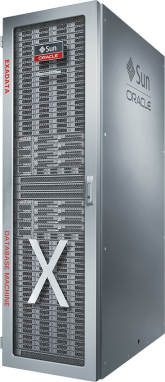 Sun
ORACLE
Sun
ORACLE
EXADATA
DATABASE MACHINE
X